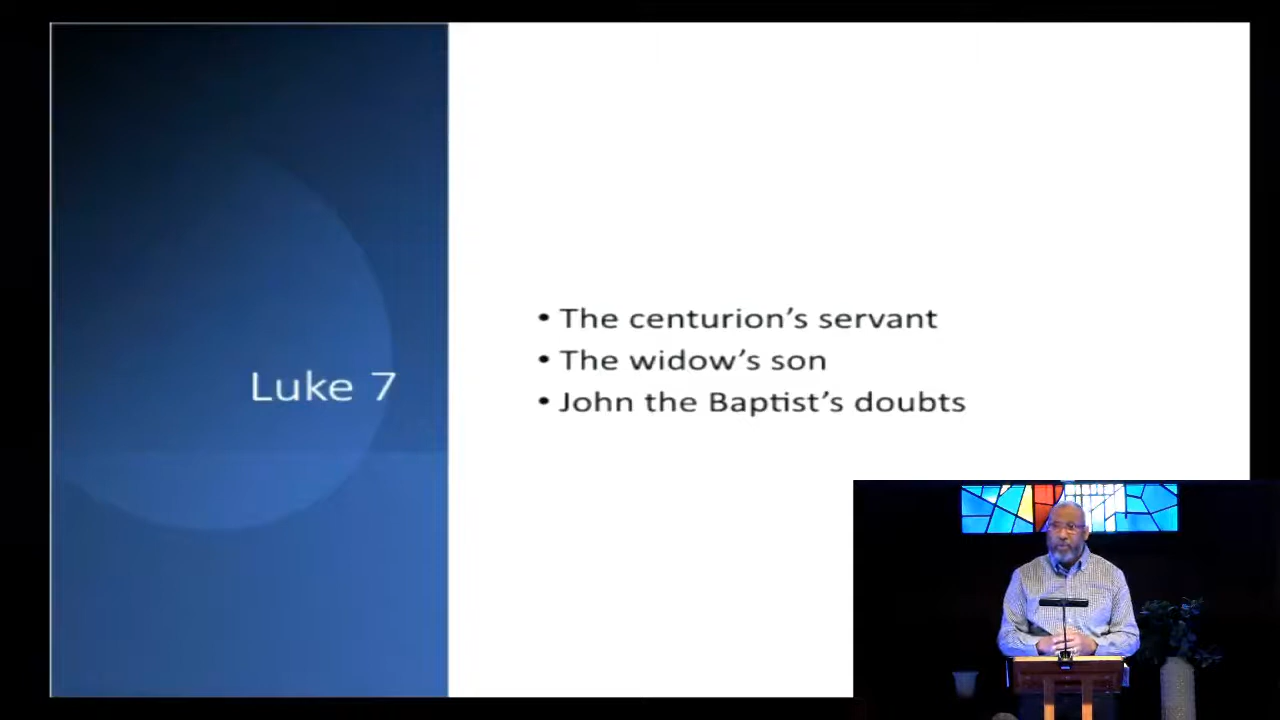 Luke 7
• The centurion’s servant
• The widow’s son
• John the Baptist’s doubts